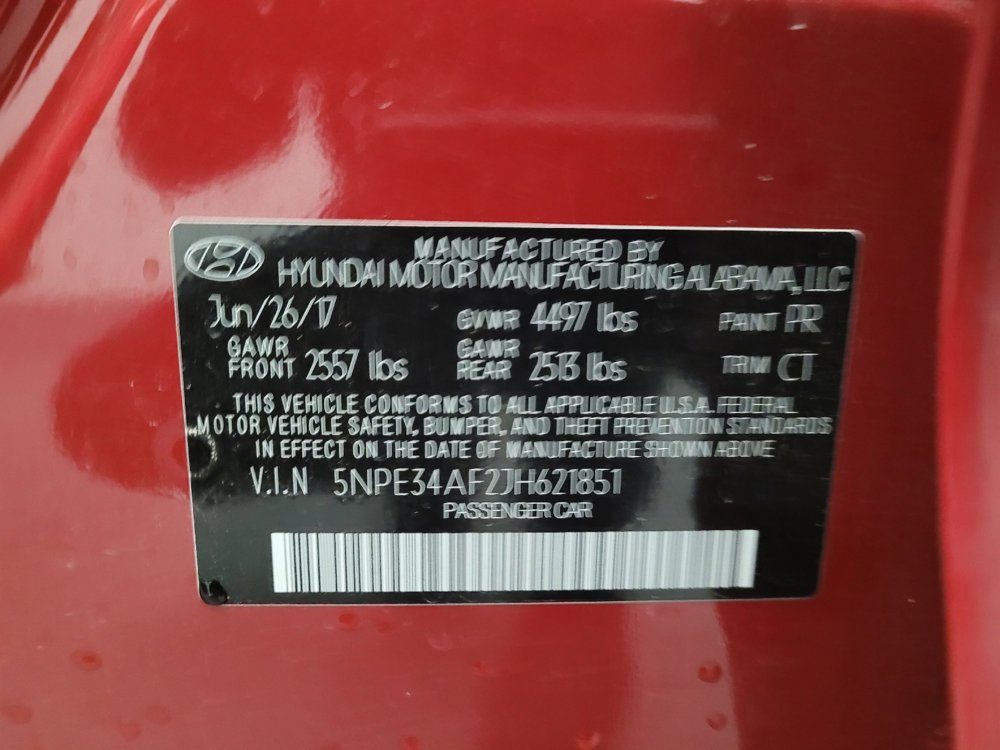 MANUFACTURED BY
HYUNDAI MOTOR MANUFACTURING ALABAMA, LLC
Jun/26/17 GVWR 4497 lbs PAINT PR
GAWR FRONT 2557 lbs GAWR REAR 2513 lbs TRIM CT
THIS VEHICLE CONFORMS TO ALL APPLICABLE U.S.A. FEDERAL
MOTOR VEHICLE SAFETY, BUMPER, AND THEFT PREVENTION STANDARDS
IN EFFECT ON THE DATE OF MANUFACTURE SHOWN ABOVE
V.I.N 5NPE34AF2JH621851
PASSENGER CAR